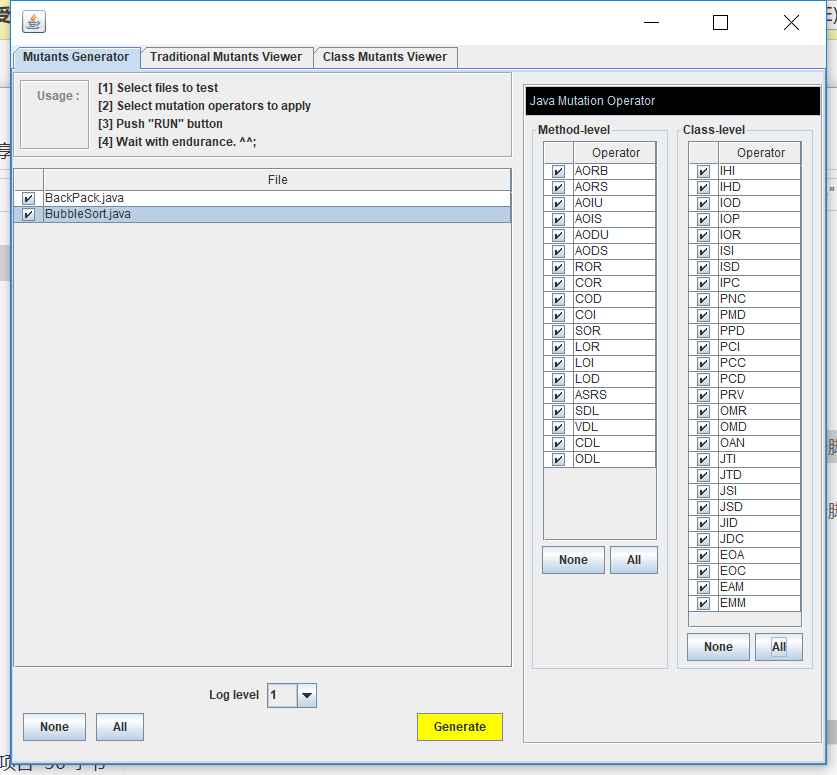 Mutants Generator Traditional Mutants Viewer Class Mutants Viewer
Usage :
[1] Select files to test
[2] Select mutation operators to apply
[3] Push "RUN" button
[4] Wait with endurance. ^^;
File
BackPack.java
BubbleSort.java
Log level 1
None All Generate
Java Mutation Operator
Method-level
Operator
AORB
AORS
AOIU
AOIS
AODU
AODS
ROR
COR
COD
COI
SOR
LOR
LOI
LOD
ASRS
SDL
VDL
CDL
ODL
None All
Class-level
Operator
IHI
IHD
IOD
IOP
IOR
ISI
ISD
IPC
PNC
PMD
PPD
PCI
PCC
PCD
PRV
OMR
OMD
OAN
JTI
JTD
JSI
JSD
JID
JDC
EOA
EOC
EAM
EMM
None All